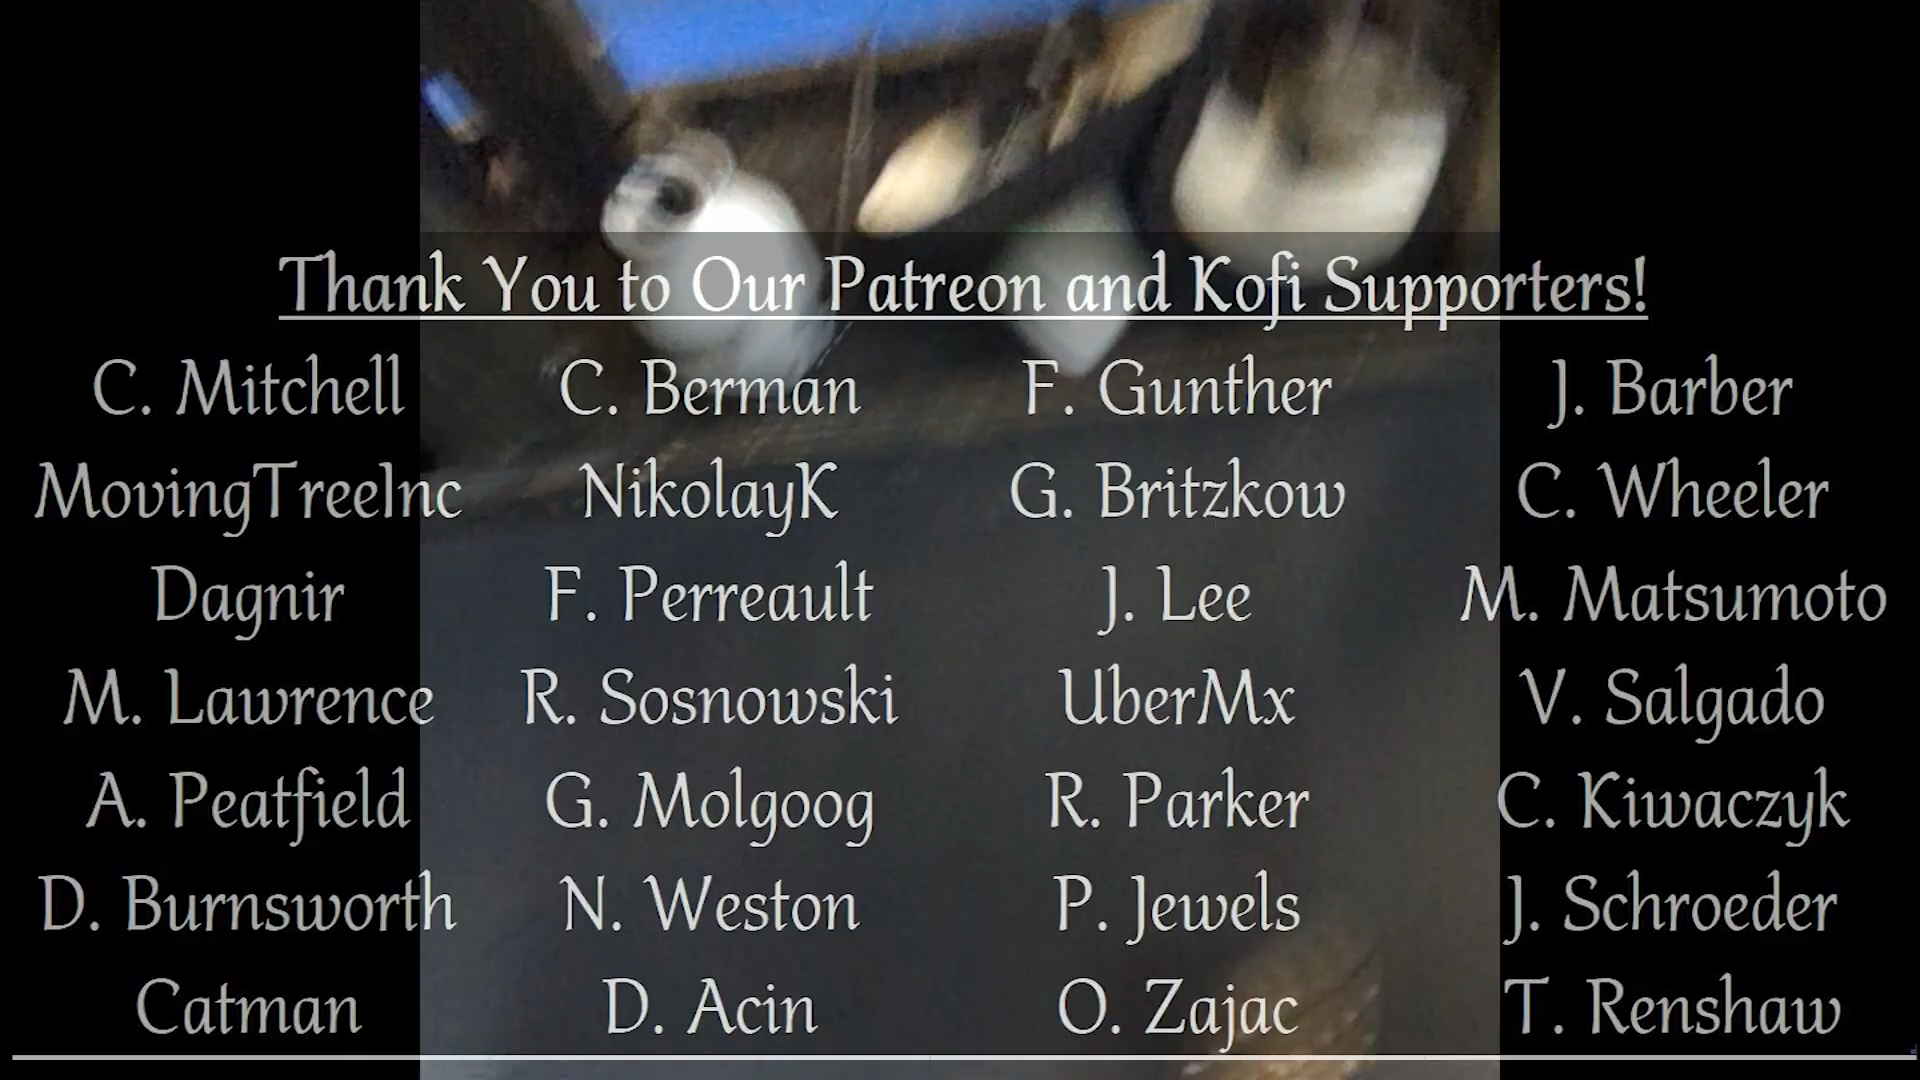 Thank You to Our Patreon and Kofi Supporters!
C. Mitchell C. Berman F. Gunther J. Barber
MovingTreeInc NikolayK G. Britzkow C. Wheeler
Dagnir F. Perreault J. Lee M. Matsumoto
M. Lawrence R. Sosnowski UberMx V. Salgado
A. Peatfield G. Molgoog R. Parker C. Kiwaczyk
D. Burnsworth N. Weston P. Jewels J. Schroeder
Catman D. Acin O. Zajac T. Renshaw